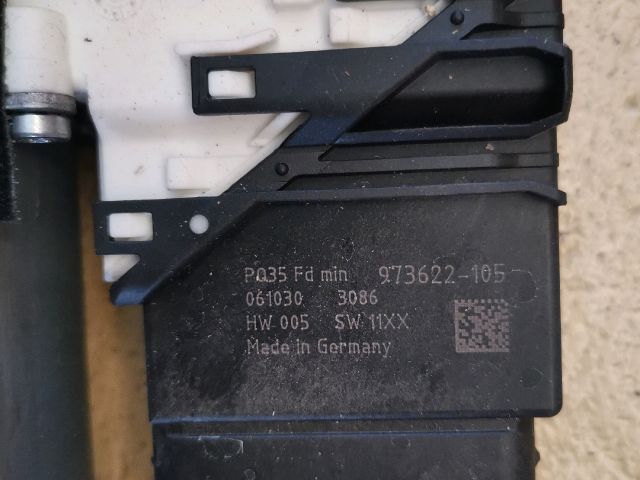 PQ35 Fd min 973622-105
061030 3086
HW 005 SW 11XX
Made in Germany